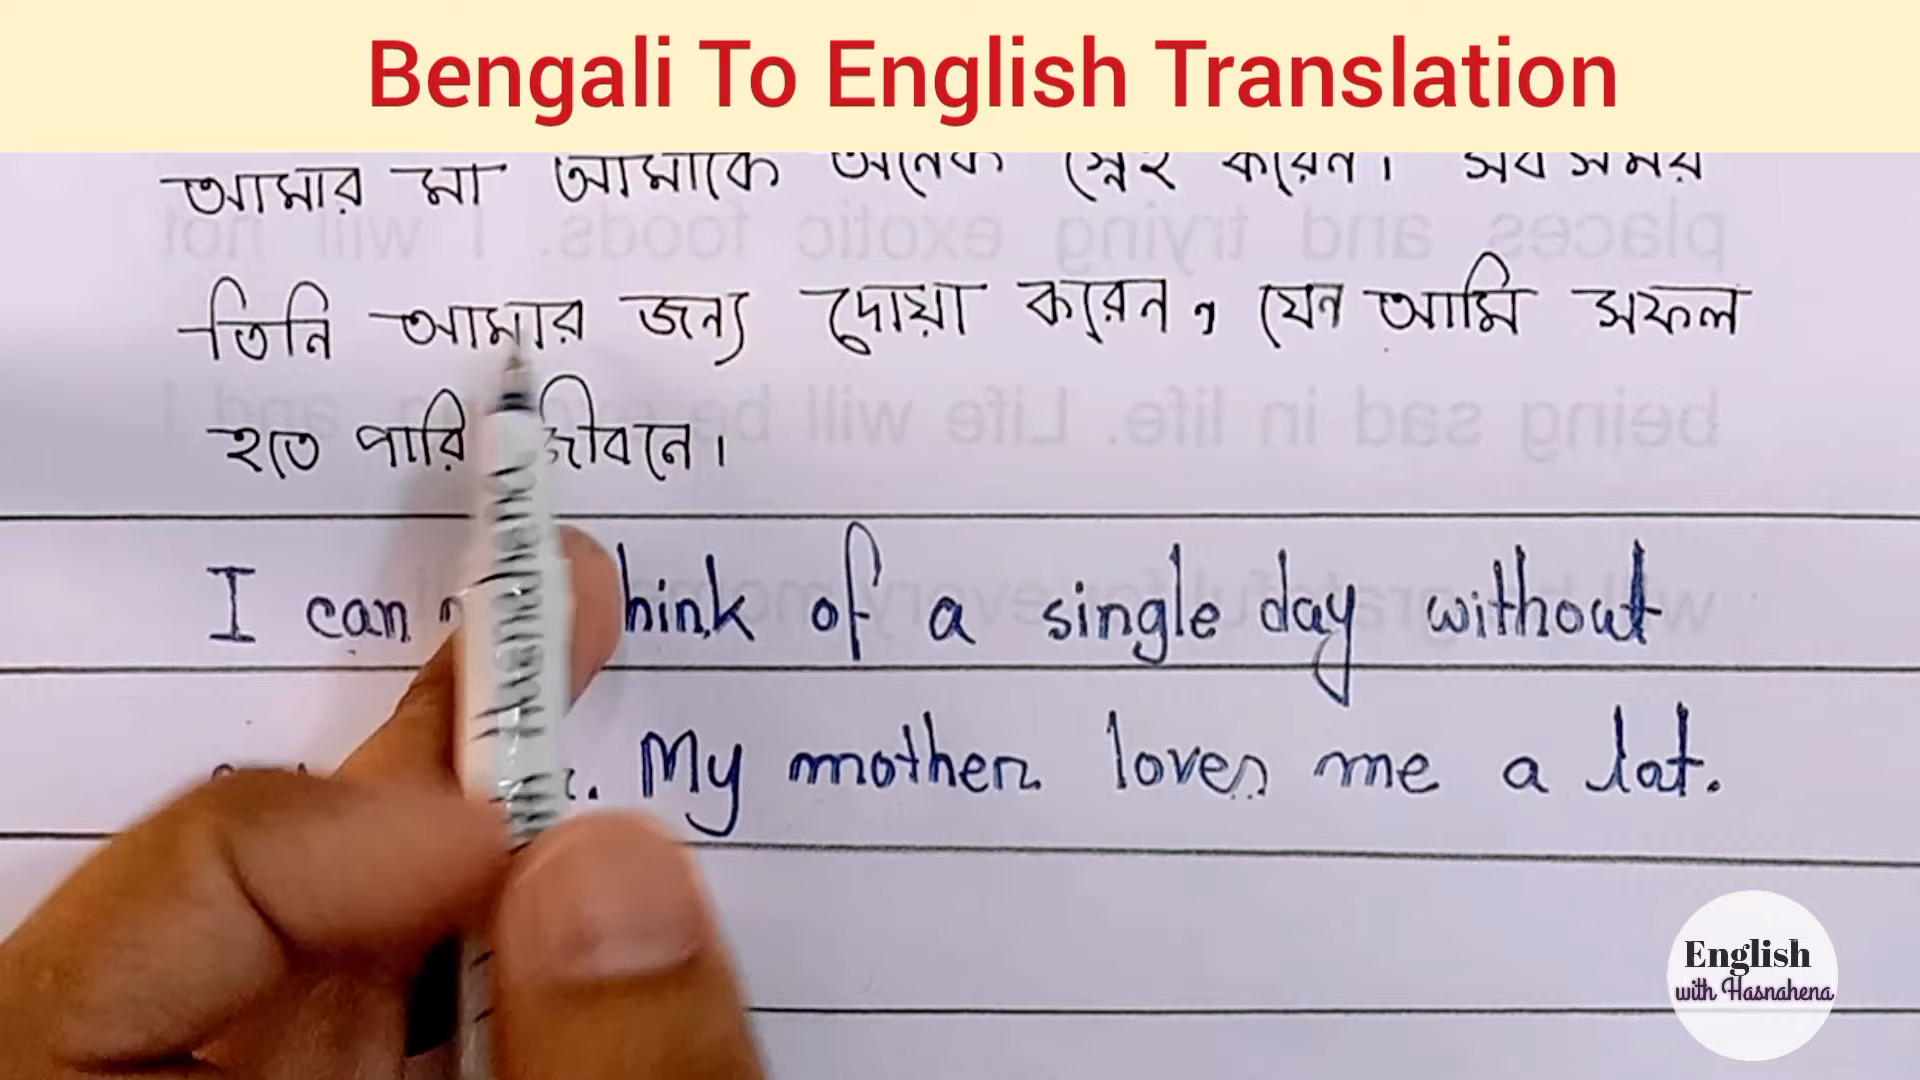 Bengali To English Translation
আমার মা আমাকে অনেক স্নেহ করেন। সব সময়
তিনি আমার জন্য দোয়া করেন, যেন আমি সফল
হতে পারি জীবনে।
I can think of a single day without
My mother loves me a lot.
English
with Hasnahena